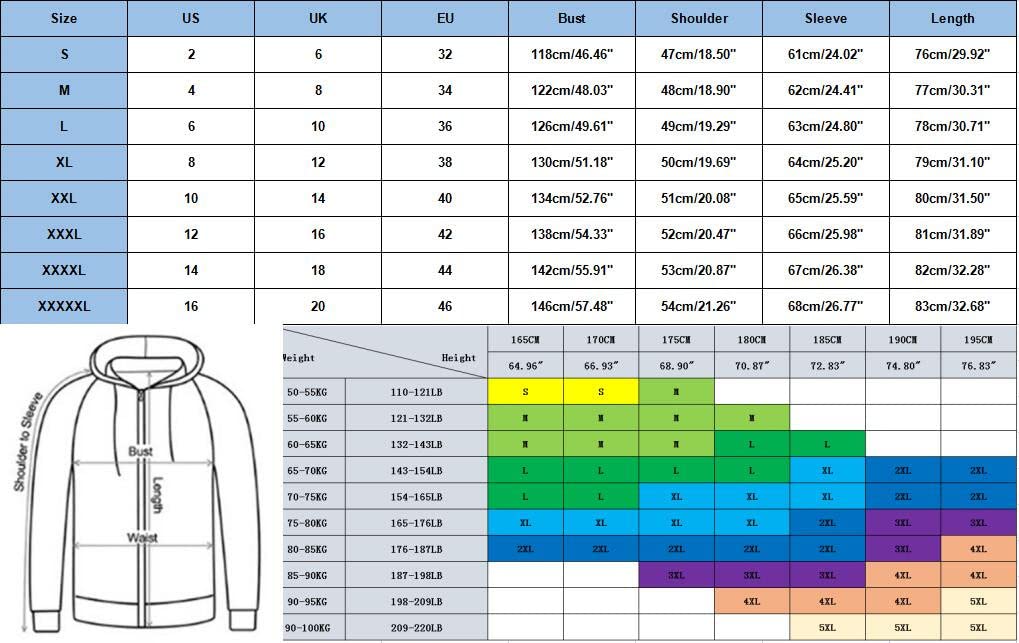 Size US UK EU Bust Shoulder Sleeve Length
S 2 6 32 118cm/46.46" 47cm/18.50" 61cm/24.02" 76cm/29.92"
M 4 8 34 122cm/48.03" 48cm/18.90" 62cm/24.41" 77cm/30.31"
L 6 10 36 126cm/49.61" 49cm/19.29" 63cm/24.80" 78cm/30.71"
XL 8 12 38 130cm/51.18" 50cm/19.69" 64cm/25.20" 79cm/31.10"
XXL 10 14 40 134cm/52.76" 51cm/20.08" 65cm/25.59" 80cm/31.50"
XXXL 12 16 42 138cm/54.33" 52cm/20.47" 66cm/25.98" 81cm/31.89"
XXXXL 14 18 44 142cm/55.91" 53cm/20.87" 67cm/26.38" 82cm/32.28"
XXXXXL 16 20 46 146cm/57.48" 54cm/21.26" 68cm/26.77" 83cm/32.68"
Shoulder to Sleeve
Bust
Length
Waist
Weight Height
165CM 170CM 175CM 180CM 185CM 190CM 195CM
64.96″ 66.93″ 68.90″ 70.87″ 72.83″ 74.80″ 76.83″
50-55KG 110-121LB S S M
55-60KG 121-132LB M M M M
60-65KG 132-143LB M M M L L
65-70KG 143-154LB L L L L XL 2XL 2XL
70-75KG 154-165LB L L XL XL XL 2XL 2XL
75-80KG 165-176LB XL XL XL XL 2XL 3XL 3XL
80-85KG 176-187LB 2XL 2XL 2XL 2XL 2XL 3XL 4XL
85-90KG 187-198LB 3XL 3XL 3XL 4XL 4XL
90-95KG 198-209LB 4XL 4XL 4XL 5XL
90-100KG 209-220LB 5XL 5XL 5XL